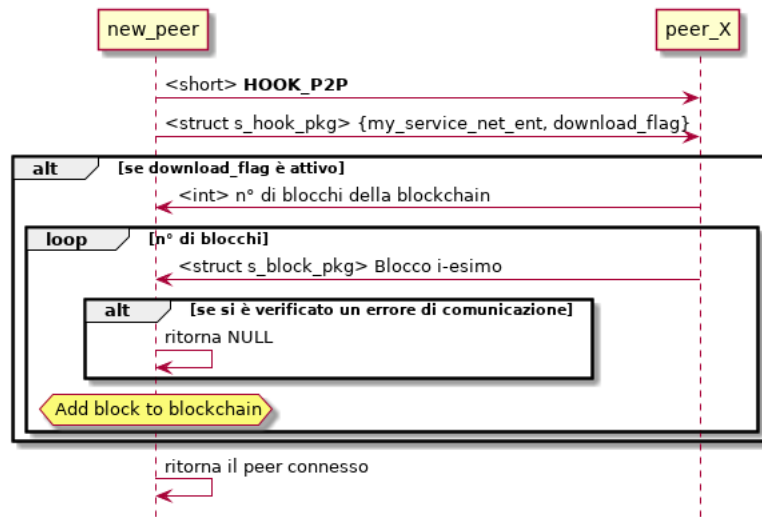 new_peer
peer_X
<short> HOOK_P2P
<struct s_hook_pkg> {my_service_net_ent, download_flag}
alt [se download_flag è attivo]
<int> n° di blocchi della blockchain
loop [n° di blocchi]
<struct s_block_pkg> Blocco i-esimo
alt [se si è verificato un errore di comunicazione]
ritorna NULL
Add block to blockchain
ritorna il peer connesso